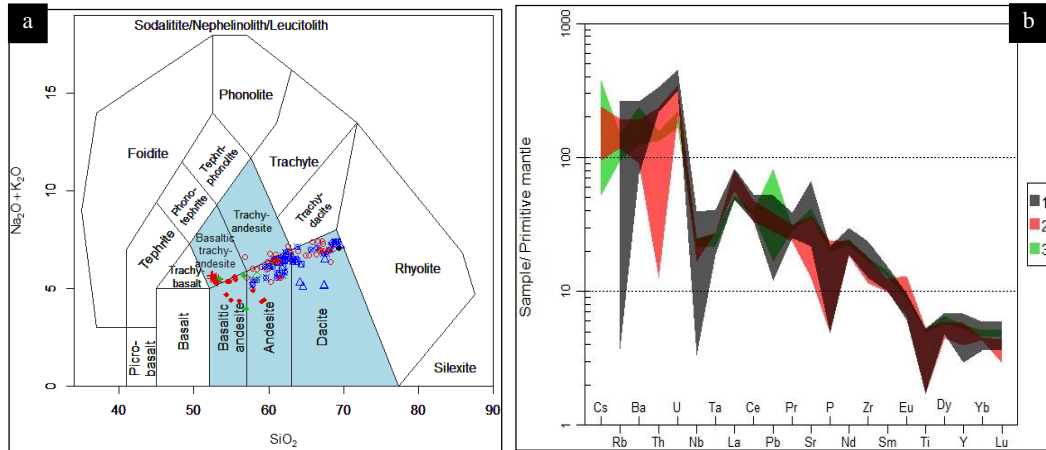 a
Sodalitite/Nephelinolith/Leucitolith
Phonolite
Foidite
Tephri-
phonolite
Trachyte
Phono-
tephrite
Trachy-
andesite
Trachy-
dacite
Tephrite
Basaltic
trachy-
andesite
Trachy-
basalt
Rhyolite
Picro-
basalt
Basalt
Basaltic
andesite
Andesite
Dacite
Silexite
Na2O + K2O
0 5 10 15
40 50 60 70 80 90
SiO2
b
Sample/ Primitive mantle
1000
100
10
1
Cs Ba U Ta Ce Pr P Zr Eu Dy Yb
Rb Th Nb La Pb Sr Nd Sm Ti Y Lu
1
2
3